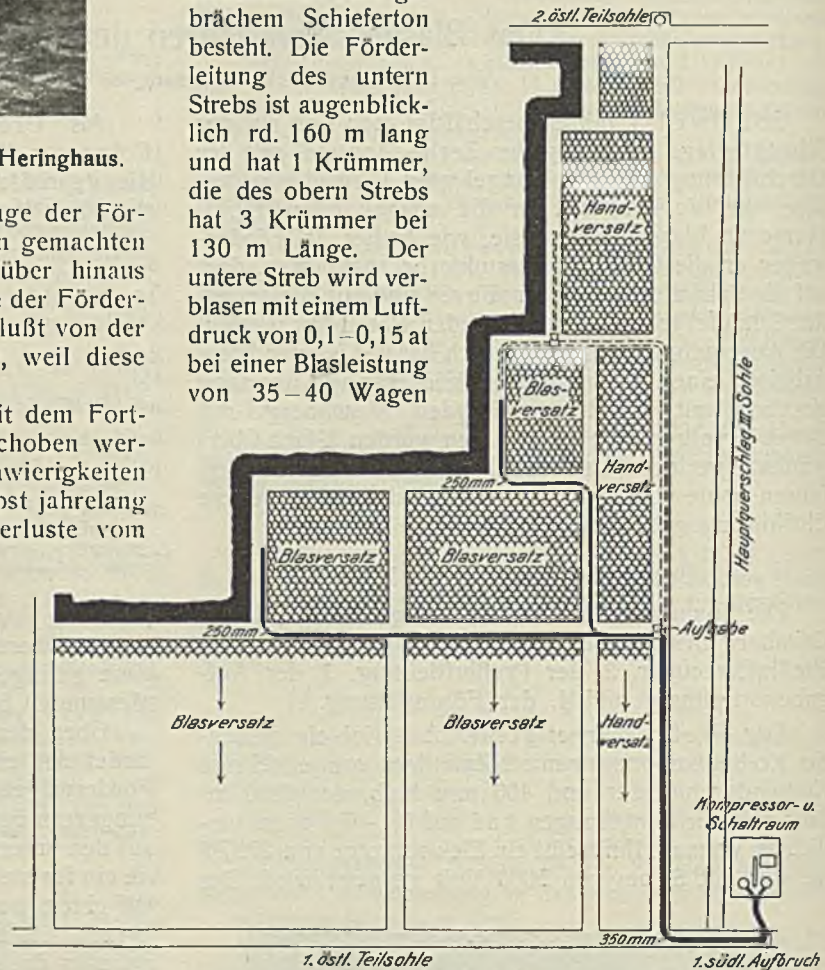 brächem Schieferton
besteht. Die Förder-
leitung des untern
Strebs ist augenblick-
lich rd. 160 m lang
und hat 1 Krümmer,
die des obern Strebs
hat 3 Krümmer bei
130 m Länge. Der
untere Streb wird ver-
blasen mit einem Luft-
druck von 0,1–0,15 at
bei einer Blasleistung
von 35–40 Wagen
Heringhaus.
uge der För-
n gemachten
über hinaus
e der Förder-
lußt von der
, weil diese
it dem Fort-
choben wer-
nwierigkeiten
ost jahrelang
erluste vom
2. östl. Teilsohle
Hand-
versatz
Blas-
versatz
Hand-
versatz
250mm
Hauptquerschlag III. Sohle
Blasversatz
Blasversatz
250mm
Aufgabe
Blasversatz
Blasversatz
Hand-
versatz
Kompressor- u.
Schaltraum
350mm
1. östl. Teilsohle
1. südl. Aufbruch